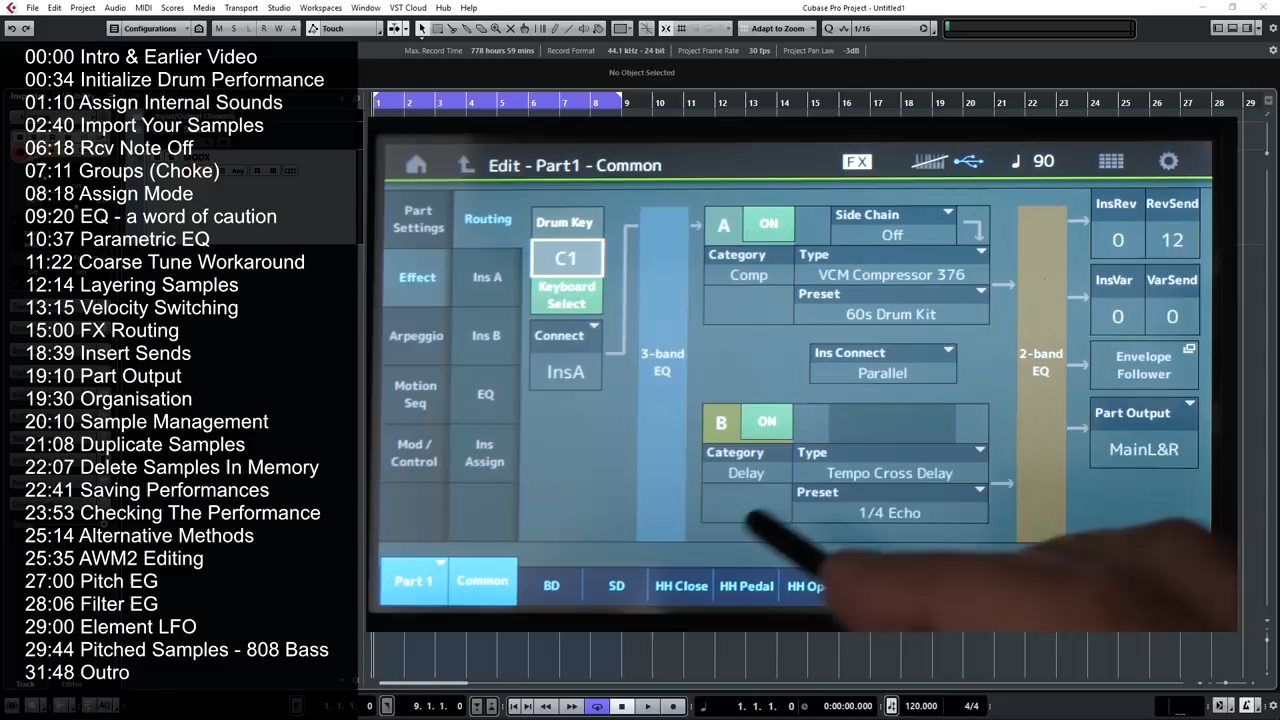 File Edit Project Audio MIDI Scores Media Transport Studio Workspaces Window VST Cloud Hub Help
Cubase Pro Project - Untitled1
Configurations M S L R W A Touch Adapt to Zoom Q 1/16
Max. Record Time 778 hours 59 mins Record Format 44.1 kHz - 24 bit Project Frame Rate 30 fps Project Pan Law -3dB
No Object Selected
1 2 3 4 5 6 7 8 9 10 11 12 13 14 15 16 17 18 19 20 21 22 23 24 25 26 27 28 29
00:00 Intro & Earlier Video
00:34 Initialize Drum Performance
01:10 Assign Internal Sounds
02:40 Import Your Samples
06:18 Rcv Note Off
07:11 Groups (Choke)
08:18 Assign Mode
09:20 EQ - a word of caution
10:37 Parametric EQ
11:22 Coarse Tune Workaround
12:14 Layering Samples
13:15 Velocity Switching
15:00 FX Routing
18:39 Insert Sends
19:10 Part Output
19:30 Organisation
20:10 Sample Management
21:08 Duplicate Samples
22:07 Delete Samples In Memory
22:41 Saving Performances
23:53 Checking The Performance
25:14 Alternative Methods
25:35 AWM2 Editing
27:00 Pitch EG
28:06 Filter EG
29:00 Element LFO
29:44 Pitched Samples - 808 Bass
31:48 Outro
Edit - Part1 - Common
FX
90
Part Settings
Effect
Arpeggio
Motion Seq
Mod / Control
Routing
Ins A
Ins B
EQ
Ins Assign
Drum Key
C1
Keyboard Select
Connect
InsA
3-band EQ
A ON
Side Chain
Off
Category
Comp
Type
VCM Compressor 376
Preset
60s Drum Kit
Ins Connect
Parallel
B ON
Category
Delay
Type
Tempo Cross Delay
Preset
1/4 Echo
2-band EQ
InsRev RevSend
0 12
InsVar VarSend
0 0
Envelope Follower
Part Output
MainL&R
Part 1 Common BD SD HH Close HH Pedal HH Op
Track Editor
AQ 1. 1. 1. 0 9. 1. 1. 0 1. 1. 1. 0 0:00:00.000 120.000 4/4